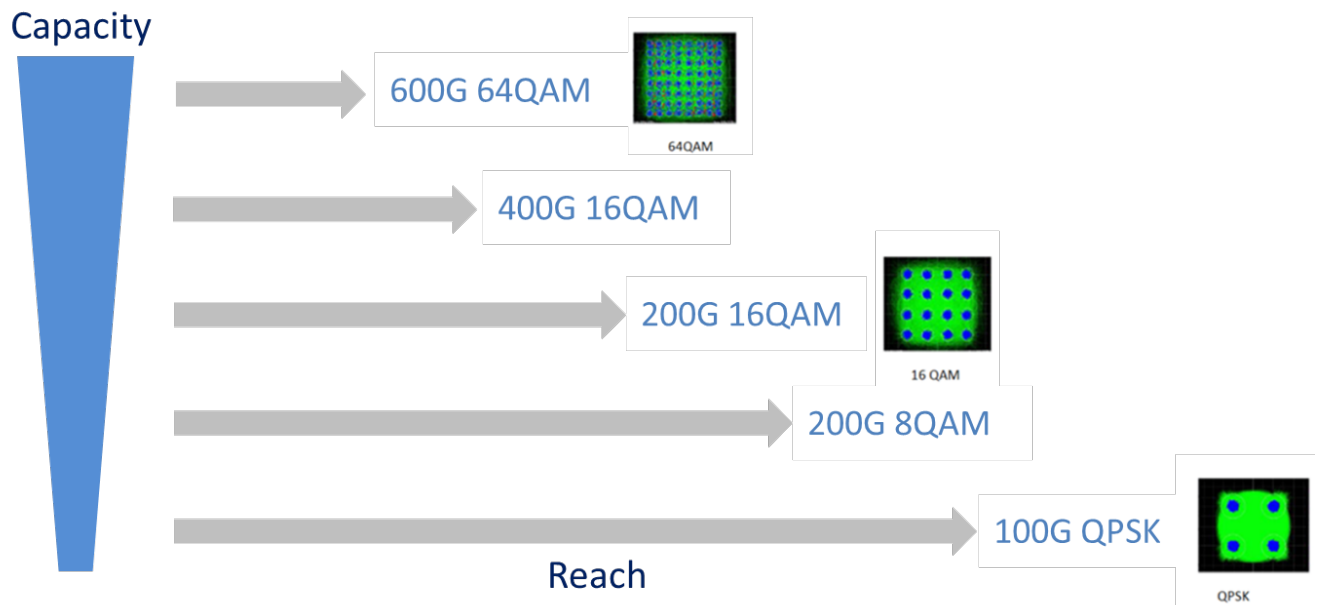 Capacity
600G 64QAM
64QAM
400G 16QAM
200G 16QAM
16 QAM
200G 8QAM
100G QPSK
QPSK
Reach